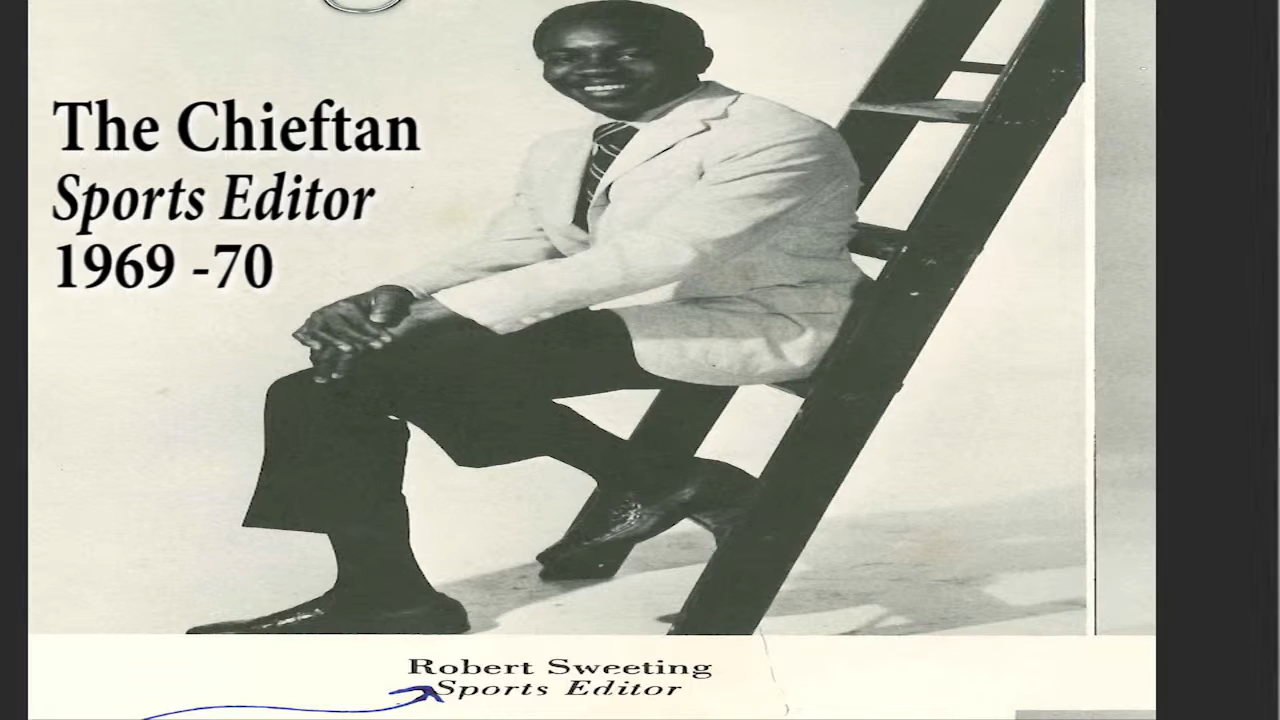 The Chieftan
Sports Editor
1969 -70
Robert Sweeting
Sports Editor